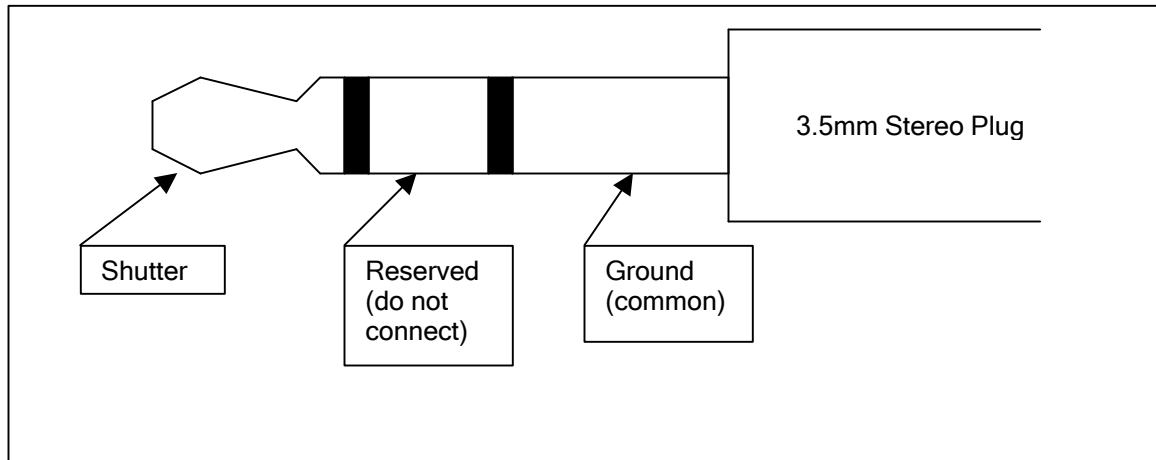 3.5mm Stereo Plug
Shutter
Reserved
(do not
connect)
Ground
(common)